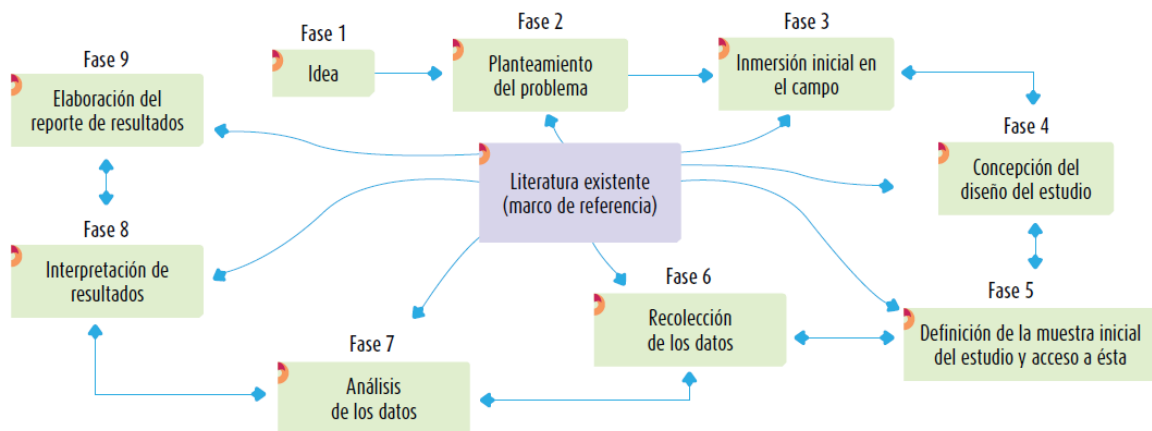 Fase 1
Idea
Fase 2
Planteamiento
del problema
Fase 3
Inmersión inicial en
el campo
Fase 4
Concepción del
diseño del estudio
Fase 5
Definición de la muestra inicial
del estudio y acceso a ésta
Fase 6
Recolección
de los datos
Fase 7
Análisis
de los datos
Fase 8
Interpretación de
resultados
Fase 9
Elaboración del
reporte de resultados
Literatura existente
(marco de referencia)